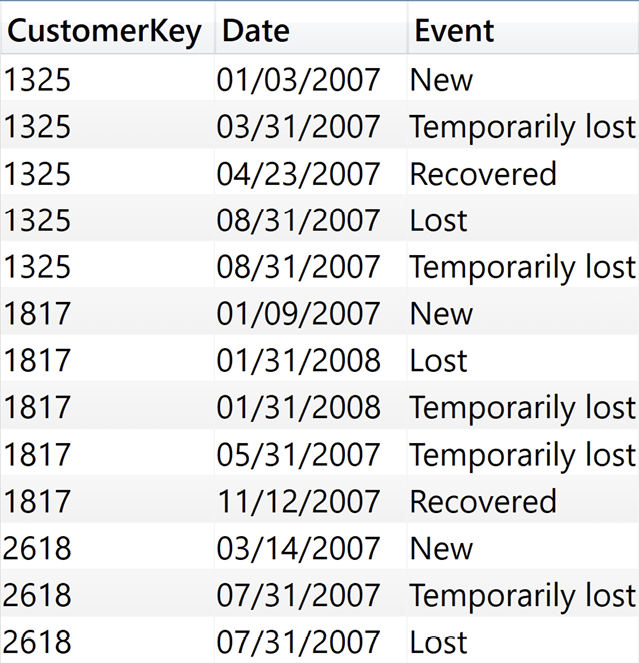 CustomerKey Date Event
1325 01/03/2007 New
1325 03/31/2007 Temporarily lost
1325 04/23/2007 Recovered
1325 08/31/2007 Lost
1325 08/31/2007 Temporarily lost
1817 01/09/2007 New
1817 01/31/2008 Lost
1817 01/31/2008 Temporarily lost
1817 05/31/2007 Temporarily lost
1817 11/12/2007 Recovered
2618 03/14/2007 New
2618 07/31/2007 Temporarily lost
2618 07/31/2007 Lost